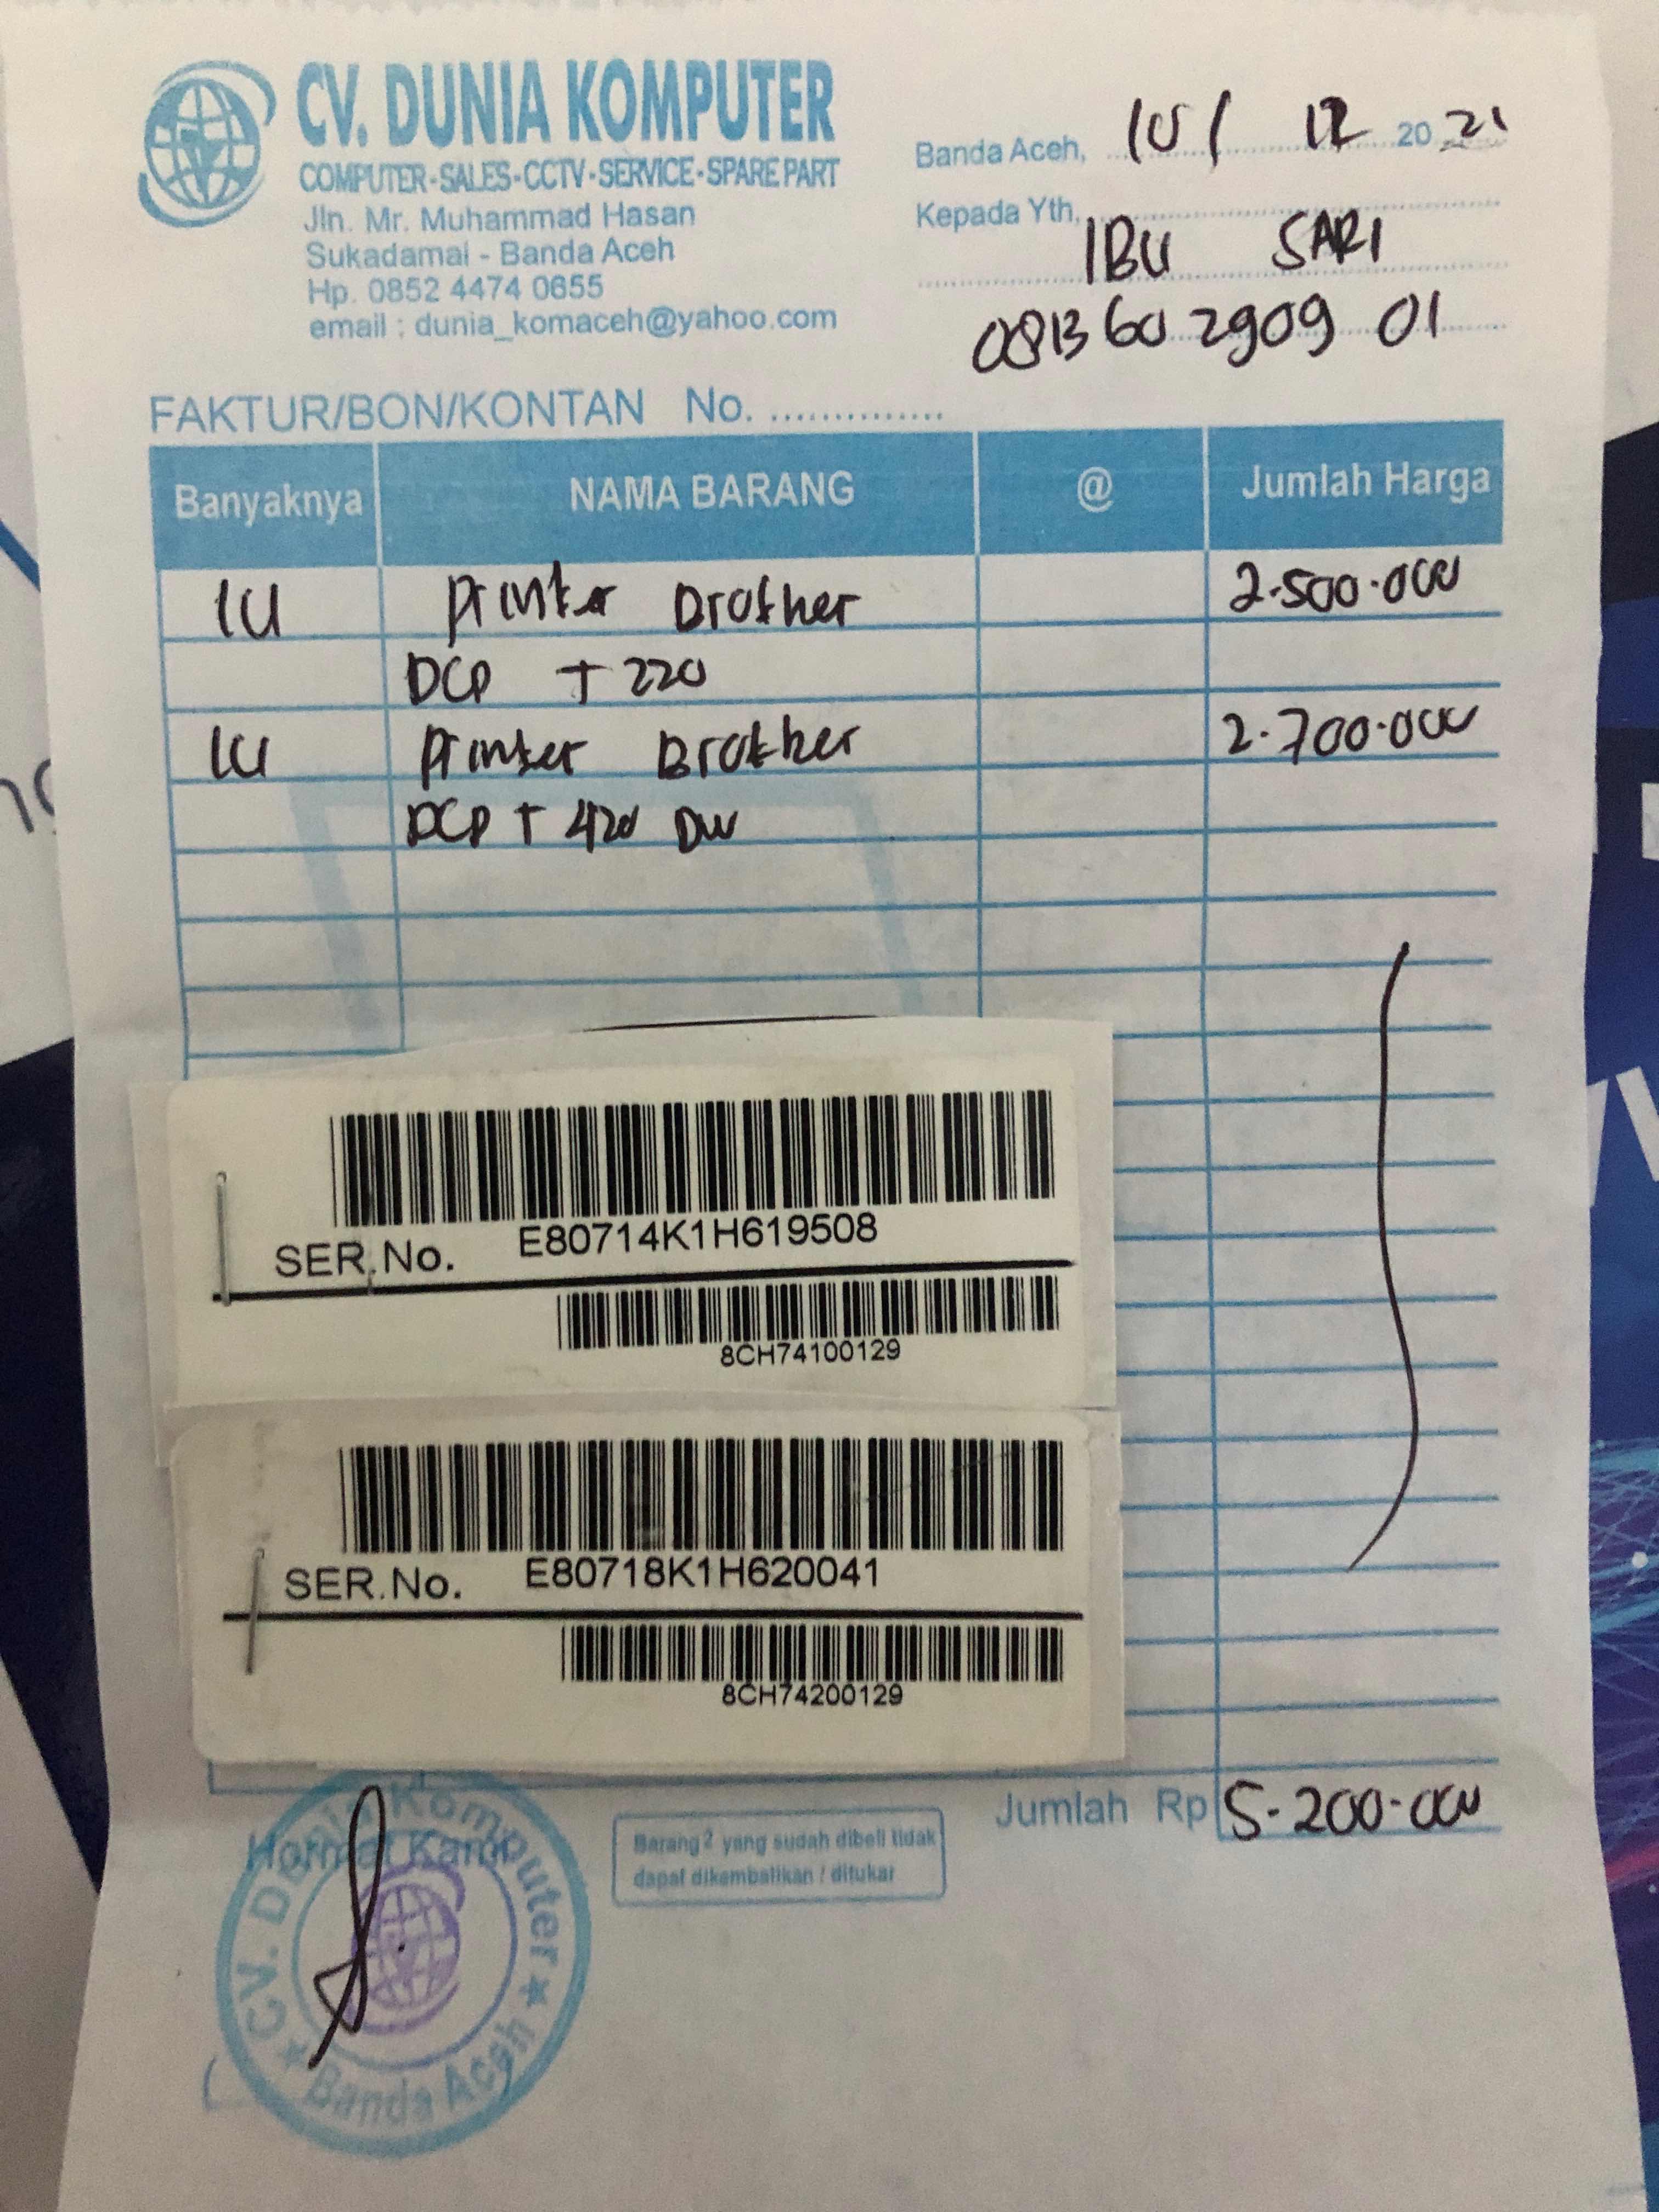 CV. DUNIA KOMPUTER
COMPUTER-SALES-CCTV-SERVICE-SPARE PART
Jln. Mr. Muhammad Hasan
Sukadamai - Banda Aceh
Hp. 0852 4474 0655
email : dunia_komaceh@yahoo.com
Banda Aceh, 10 / 12 2021
Kepada Yth,
IBU SARI
0813 60 2909 01
FAKTUR/BON/KONTAN No. ...............
Banyaknya NAMA BARANG @ Jumlah Harga
1U Printer Brother 2.500.000
DCP T 220
1U Printer Brother 2.700.000
DCP T 420 DW
SER.No. E80714K1H619508
8CH74100129
SER.No. E80718K1H620041
8CH74200129
Jumlah Rp 5.200.000
Hormat Kami
Barang2 yang sudah dibeli tidak
dapat dikembalikan / ditukar
CV. Dunia Komputer
Banda Aceh